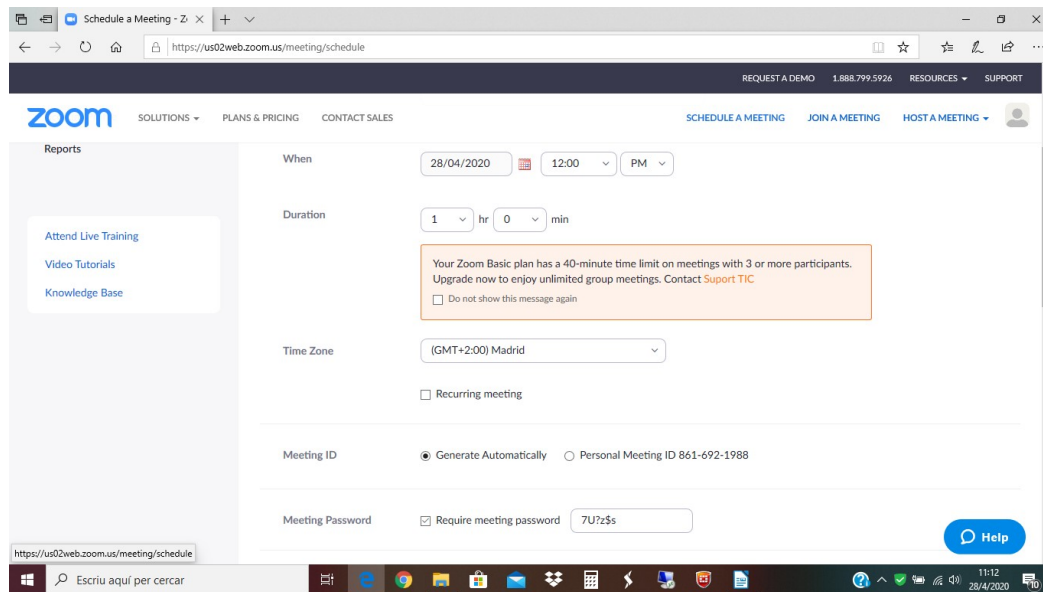 Schedule a Meeting - Z
https://us02web.zoom.us/meeting/schedule
REQUEST A DEMO 1.888.799.5926 RESOURCES SUPPORT
zoom SOLUTIONS PLANS & PRICING CONTACT SALES SCHEDULE A MEETING JOIN A MEETING HOST A MEETING
Reports
When 28/04/2020 12:00 PM
Duration 1 hr 0 min
Attend Live Training
Video Tutorials
Knowledge Base
Your Zoom Basic plan has a 40-minute time limit on meetings with 3 or more participants.
Upgrade now to enjoy unlimited group meetings. Contact Suport TIC
Do not show this message again
Time Zone (GMT+2:00) Madrid
Recurring meeting
Meeting ID Generate Automatically Personal Meeting ID 861-692-1988
Meeting Password Require meeting password 7U?z$s
Help
https://us02web.zoom.us/meeting/schedule
Escriu aquí per cercar
11:12
28/4/2020